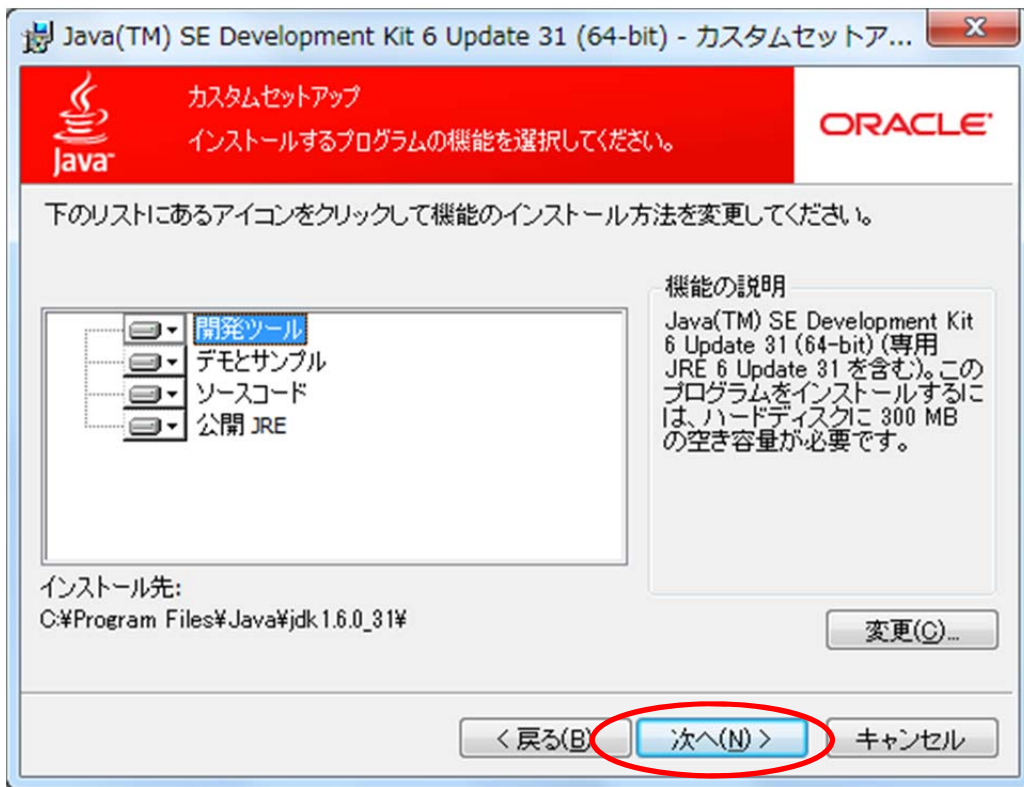 Java(TM) SE Development Kit 6 Update 31 (64-bit) - カスタムセットア...
カスタムセットアップ
インストールするプログラムの機能を選択してください。
Java
ORACLE
下のリストにあるアイコンをクリックして機能のインストール方法を変更してください。
開発ツール
デモとサンプル
ソースコード
公開 JRE
機能の説明
Java(TM) SE Development Kit
6 Update 31 (64-bit) (専用
JRE 6 Update 31 を含む)。この
プログラムをインストールするに
は、ハードディスクに 300 MB
の空き容量が必要です。
インストール先:
C:¥Program Files¥Java¥jdk1.6.0_31¥
変更(C)...
< 戻る(B)
次へ(N) >
キャンセル